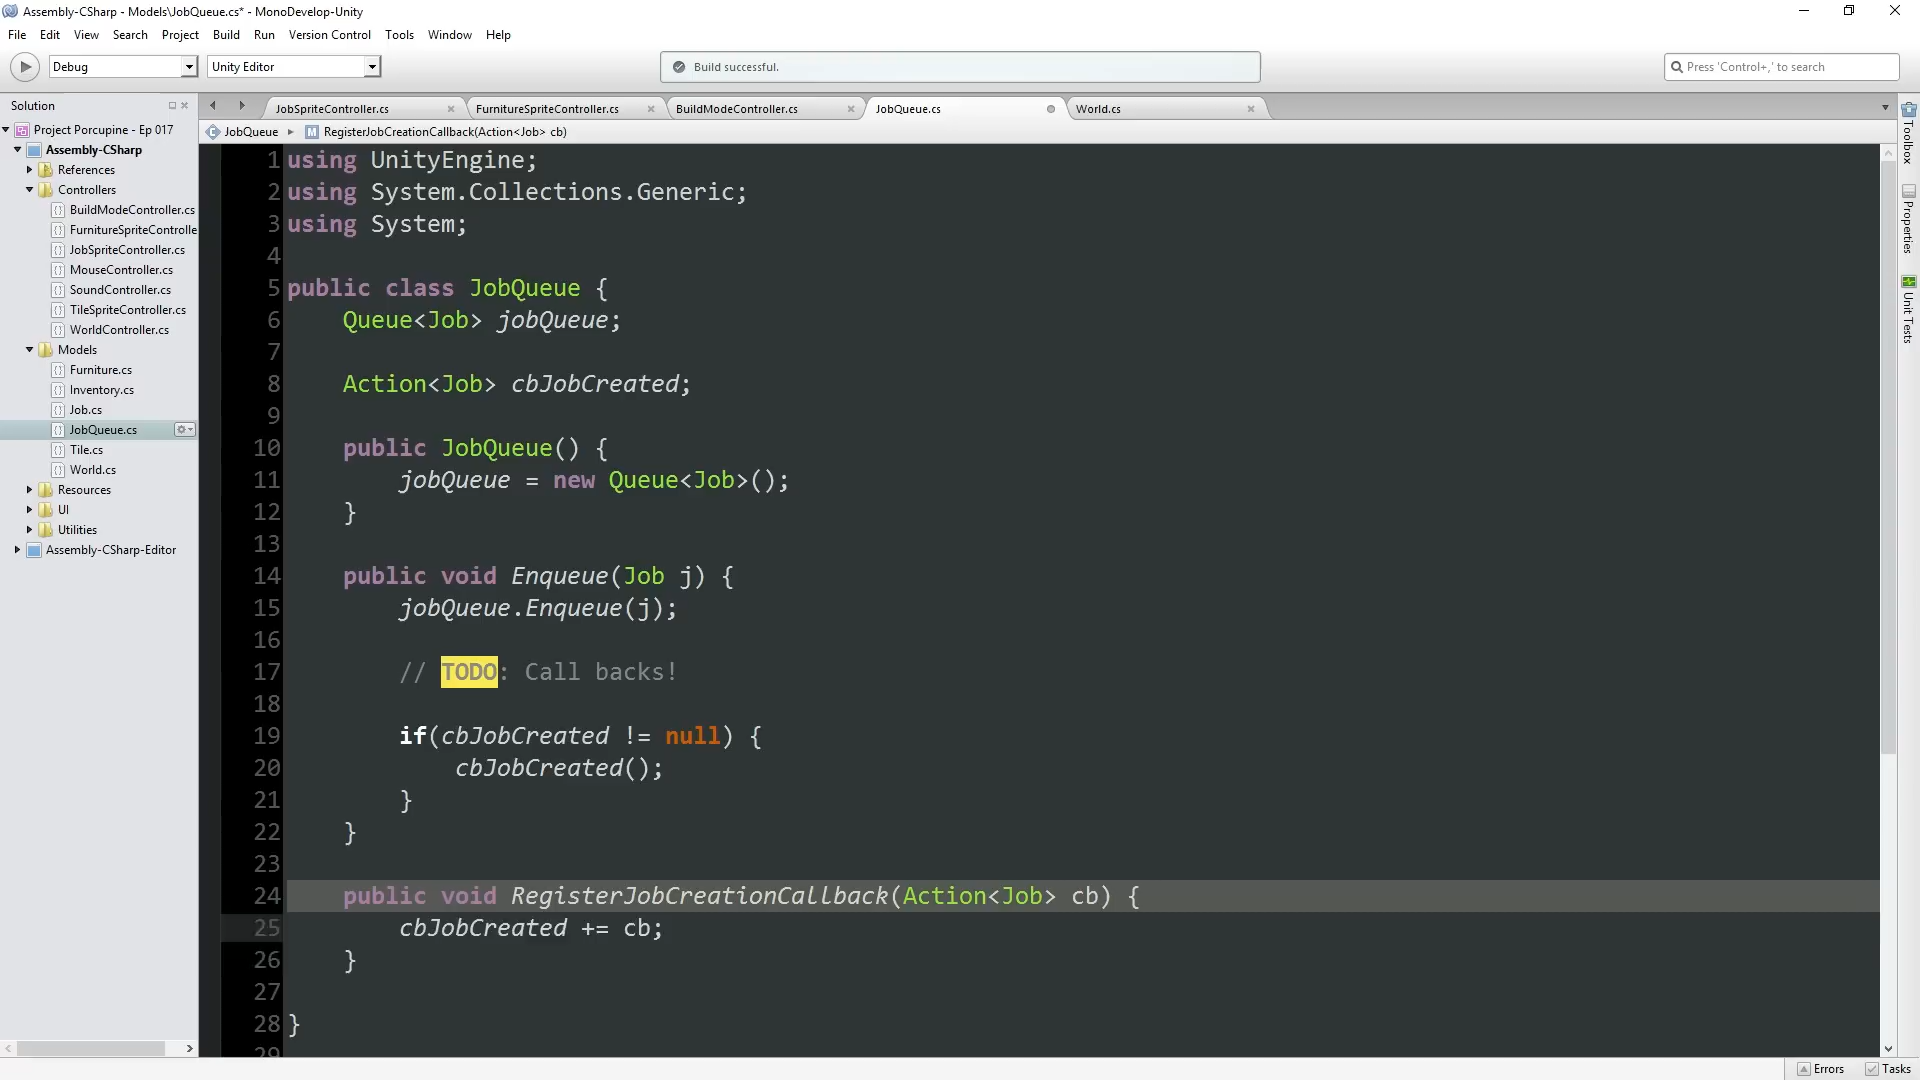 Assembly-CSharp - Models\JobQueue.cs* - MonoDevelop-Unity
File Edit View Search Project Build Run Version Control Tools Window Help
Debug Unity Editor Build successful. Press 'Control+,' to search
Solution
JobSpriteController.cs FurnitureSpriteController.cs BuildModeController.cs JobQueue.cs World.cs
JobQueue RegisterJobCreationCallback(Action<Job> cb)
Project Porcupine - Ep 017
Assembly-CSharp
References
Controllers
BuildModeController.cs
FurnitureSpriteControlle
JobSpriteController.cs
MouseController.cs
SoundController.cs
TileSpriteController.cs
WorldController.cs
Models
Furniture.cs
Inventory.cs
Job.cs
JobQueue.cs
Tile.cs
World.cs
Resources
UI
Utilities
Assembly-CSharp-Editor
1 using UnityEngine;
2 using System.Collections.Generic;
3 using System;
4
5 public class JobQueue {
6 Queue<Job> jobQueue;
7
8 Action<Job> cbJobCreated;
9
10 public JobQueue() {
11 jobQueue = new Queue<Job>();
12 }
13
14 public void Enqueue(Job j) {
15 jobQueue.Enqueue(j);
16
17 // TODO: Call backs!
18
19 if(cbJobCreated != null) {
20 cbJobCreated();
21 }
22 }
23
24 public void RegisterJobCreationCallback(Action<Job> cb) {
25 cbJobCreated += cb;
26 }
27
28 }
29
Toolbox
Properties
Unit Tests
Errors Tasks